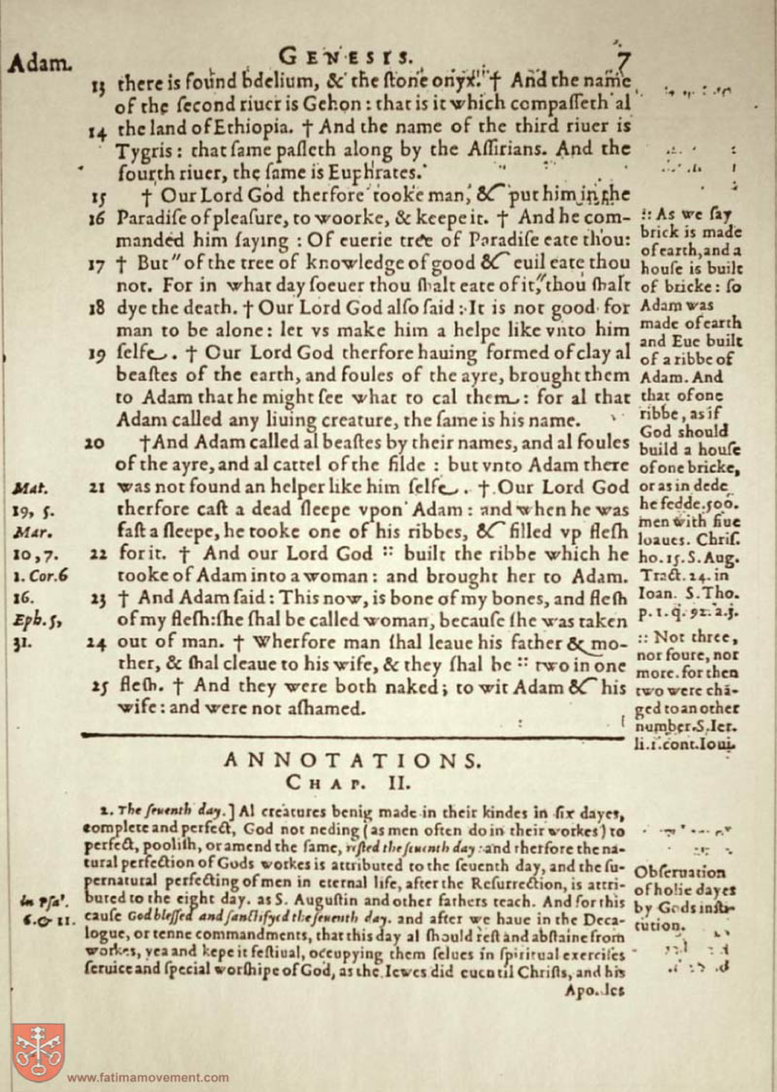 Adam.
GENESIS.
7
13 there is found bdelium, & the ſtone onyx." † And the name
of the ſecond riuer is Gehon : that is it which compaſſeth al
14 the land of Ethiopia. † And the name of the third riuer is
Tygris : that ſame paſſeth along by the Aſſirians. And the
fourth riuer, the ſame is Euphrates.
15 † Our Lord God therfore tooke man, & put him in the
16 Paradiſe of pleaſure, to woorke, & keepe it. † And he com-
manded him ſaying : Of euerie tree of Paradiſe eate thou:
17 † But " of the tree of knowledge of good & euil eate thou
not. For in what day ſoeuer thou ſhalt eate of it, "thou ſhalt
18 dye the death. † Our Lord God alſo ſaid : It is not good for
man to be alone: let vs make him a helpe like vnto him
19 ſelfe. † Our Lord God therfore hauing formed of clay al
beaſtes of the earth, and foules of the ayre, brought them
to Adam that he might ſee what to cal them : for al that
Adam called any liuing creature, the ſame is his name.
20 †And Adam called al beaſtes by their names, and al foules
of the ayre, and al cattel of the filde : but vnto Adam there
21 was not found an helper like him ſelfe. † Our Lord God
therfore caſt a dead ſleepe vpon Adam : and when he was
faſt a ſleepe, he tooke one of his ribbes, & filled vp fleſh
22 for it. † And our Lord God :: built the ribbe which he
tooke of Adam into a woman : and brought her to Adam.
23 † And Adam ſaid : This now, is bone of my bones, and fleſh
of my fleſh:ſhe ſhal be called woman, becauſe ſhe was taken
24 out of man. † Wherfore man ſhal leaue his father & mo-
ther, & ſhal cleaue to his wife, & they ſhal be :: two in one
25 fleſh. † And they were both naked; to wit Adam & his
wife : and were not aſhamed.
Mat.
19, 5.
Mar.
10,7.
1. Cor.6
16.
Eph. 5,
31.
:: As we ſay
brick is made
of earth, and a
houſe is built
of bricke : ſo
Adam was
made of earth
and Eue built
of a ribbe of
Adam. And
that of one
ribbe, as if
God should
build a houſe
of one bricke,
or as in dede
he fedde.500.
men with fiue
loaues. Chriſ.
ho.15.S.Aug.
Tract.24. in
Ioan. S.Tho.
p.1.q.92.a.3.
:: Not three,
nor foure, nor
more. for then
two were chā-
ged to an other
number.S.Ier.
li.1.cont.Ioui.
ANNOTATIONS.
CHAP. II.
2. The ſeuenth day.] Al creatures benig made in their kindes in ſix dayes,
complete and perfect, God not neding (as men often do in their workes) to
perfect, pooliſh, or amend the ſame, reſted the ſeuenth day : and therfore the na-
tural perfection of Gods workes is attributed to the ſeuenth day, and the ſu-
pernatural perfecting of men in eternal life, after the Reſurrection, is attri-
buted to the eight day. as S. Auguſtin and other fathers teach. And for this
cauſe God bleſſed and ſanctifyed the ſeuenth day. and after we haue in the Deca-
logue, or tenne commandments, that this day al ſhould reſt and abſtaine from
workes, yea and kepe it feſtiual, occupying them ſelues in ſpiritual exerciſes
ſeruice and ſpecial worſhipe of God, as the Iewes did euen til Chriſts, and his
Apo-
in Pſal.
6.& 11.
Obſeruation
of holie dayes
by Gods inſti-
tution.
www.fatimamovement.com